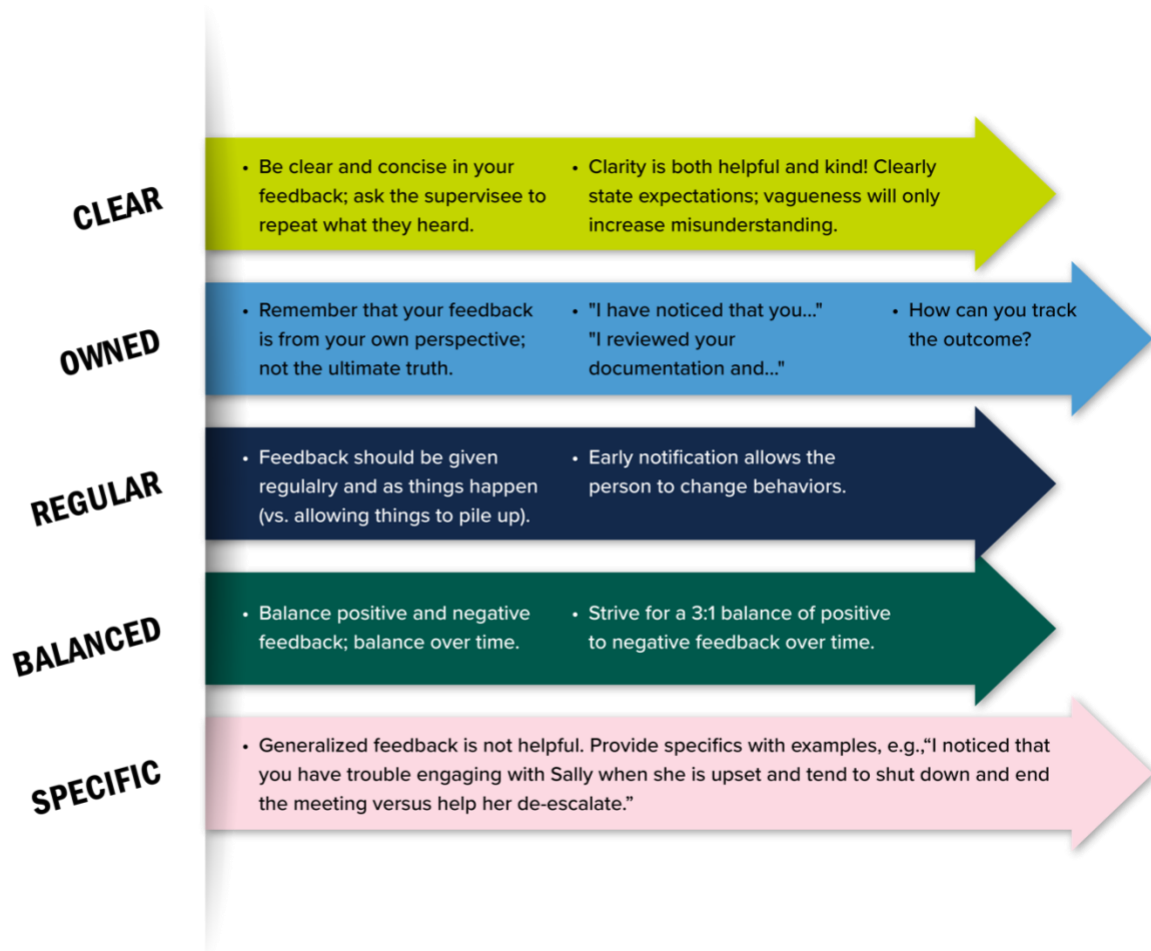 CLEAR
• Be clear and concise in your
feedback; ask the supervisee to
repeat what they heard.
• Clarity is both helpful and kind! Clearly
state expectations; vagueness will only
increase misunderstanding.
OWNED
• Remember that your feedback
is from your own perspective;
not the ultimate truth.
• "I have noticed that you..."
"I reviewed your
documentation and..."
• How can you track
the outcome?
REGULAR
• Feedback should be given
regulalry and as things happen
(vs. allowing things to pile up).
• Early notification allows the
person to change behaviors.
BALANCED
• Balance positive and negative
feedback; balance over time.
• Strive for a 3:1 balance of positive
to negative feedback over time.
SPECIFIC
• Generalized feedback is not helpful. Provide specifics with examples, e.g.,“I noticed that
you have trouble engaging with Sally when she is upset and tend to shut down and end
the meeting versus help her de-escalate.”